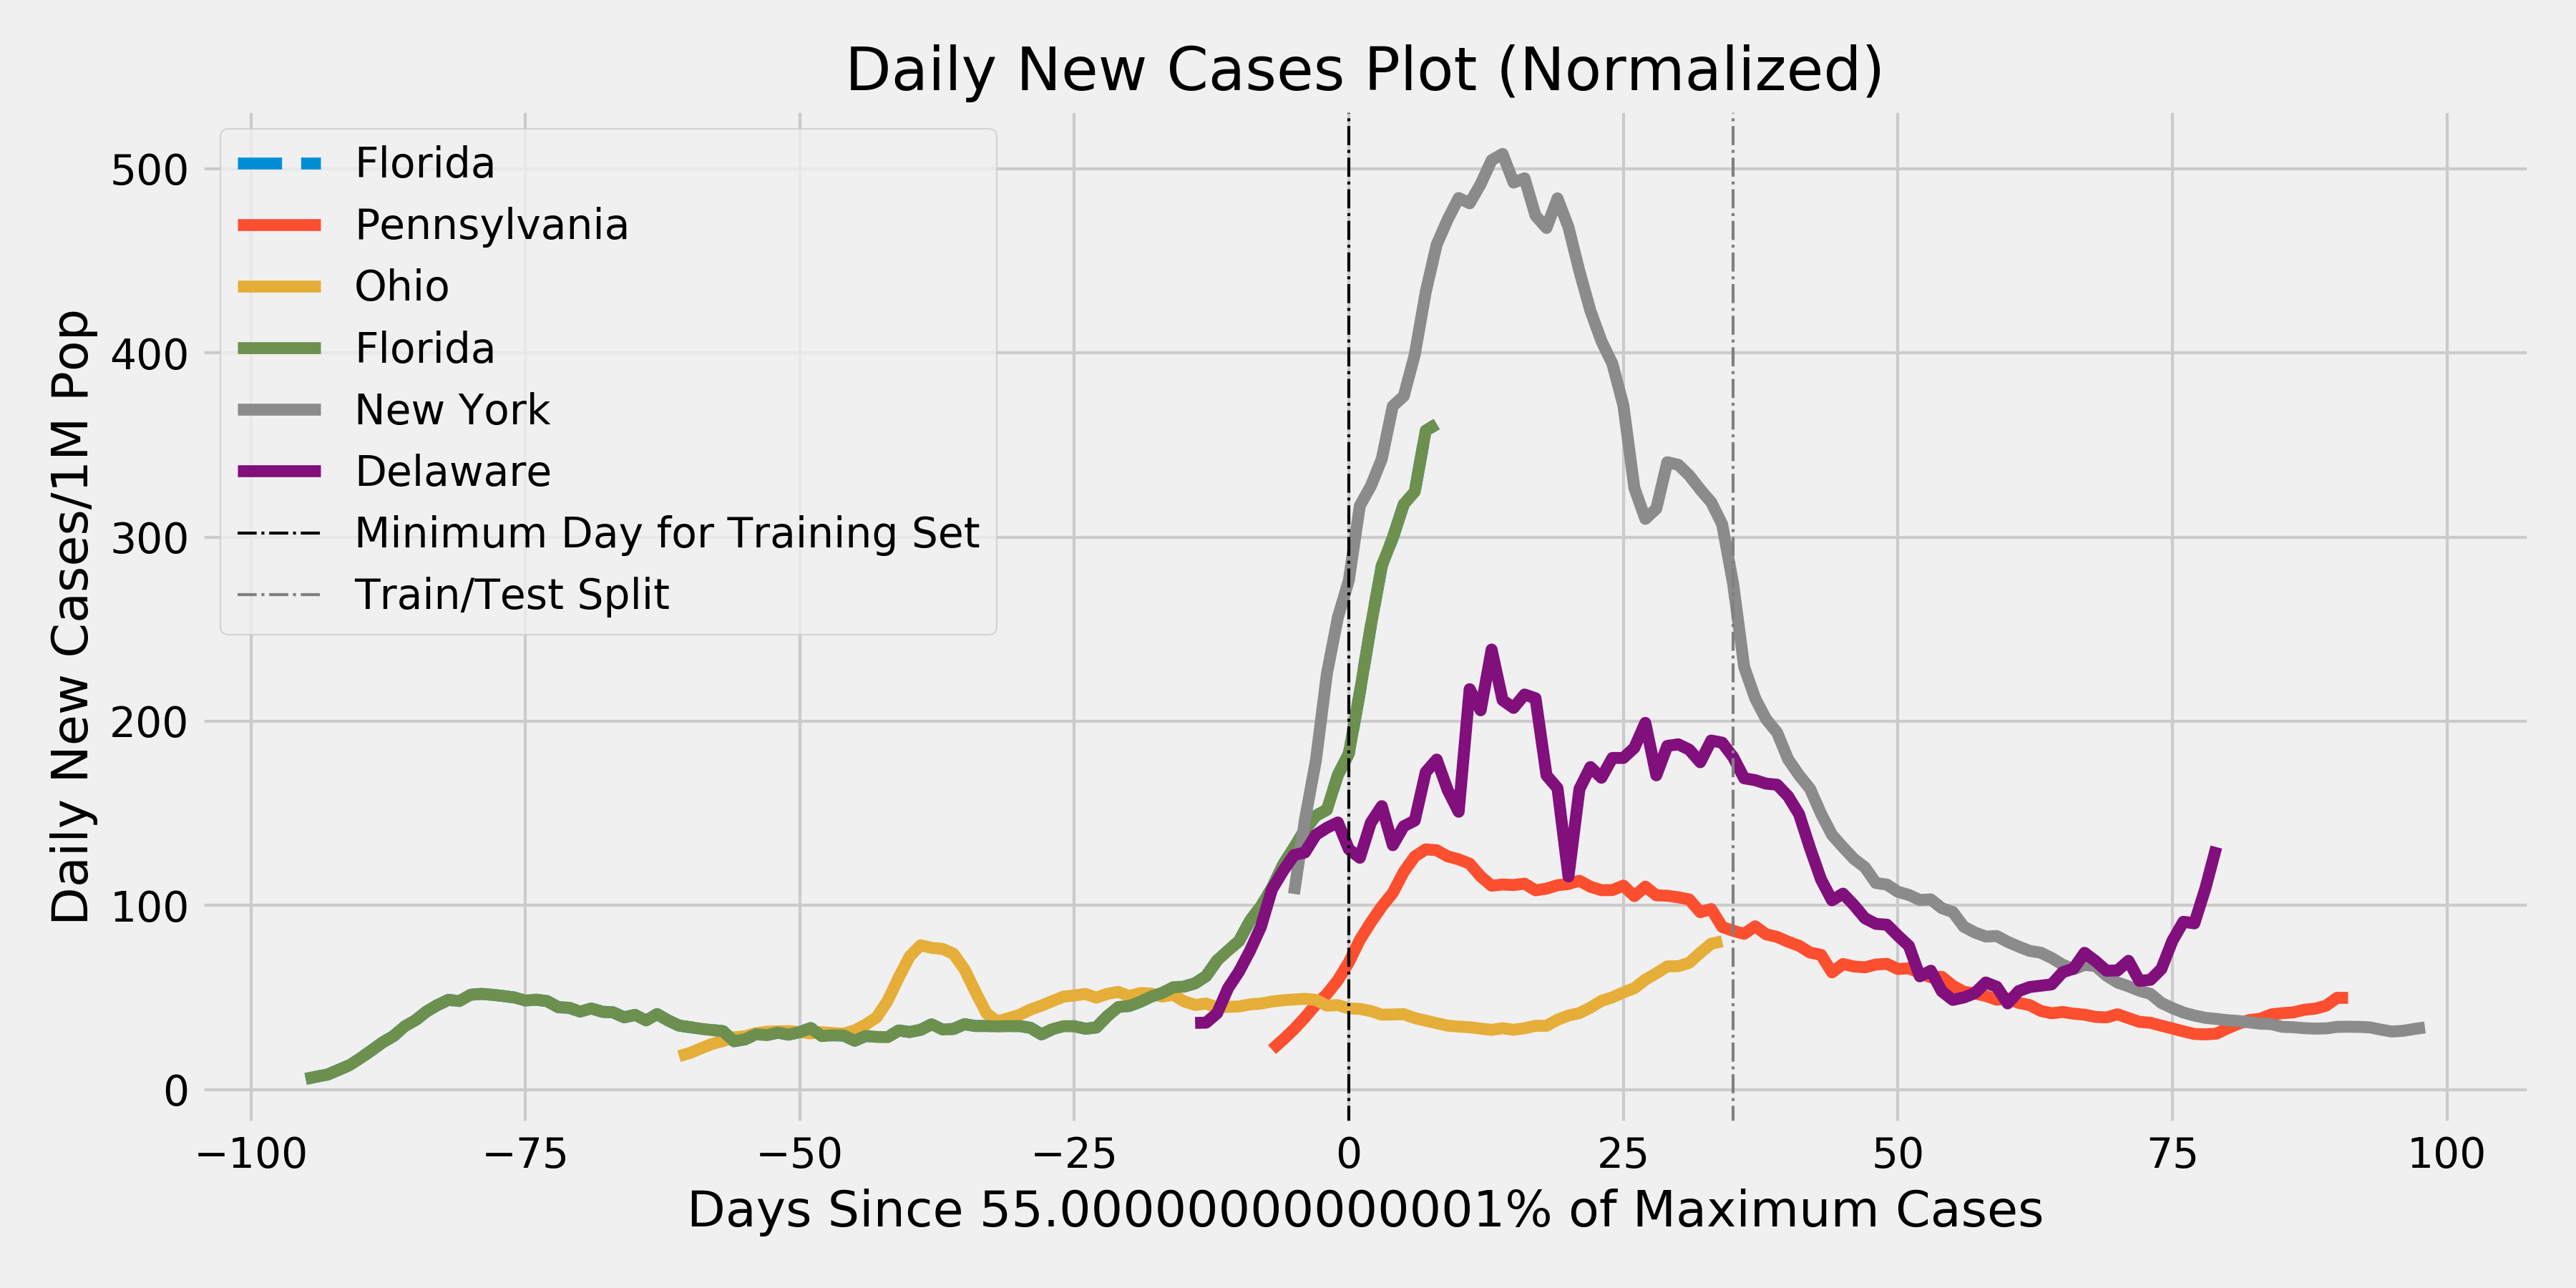 Daily New Cases Plot (Normalized)
Daily New Cases/1M Pop
500
400
300
200
100
0
Florida
Pennsylvania
Ohio
Florida
New York
Delaware
Minimum Day for Training Set
Train/Test Split
−100 −75 −50 −25 0 25 50 75 100
Days Since 55.00000000000001% of Maximum Cases